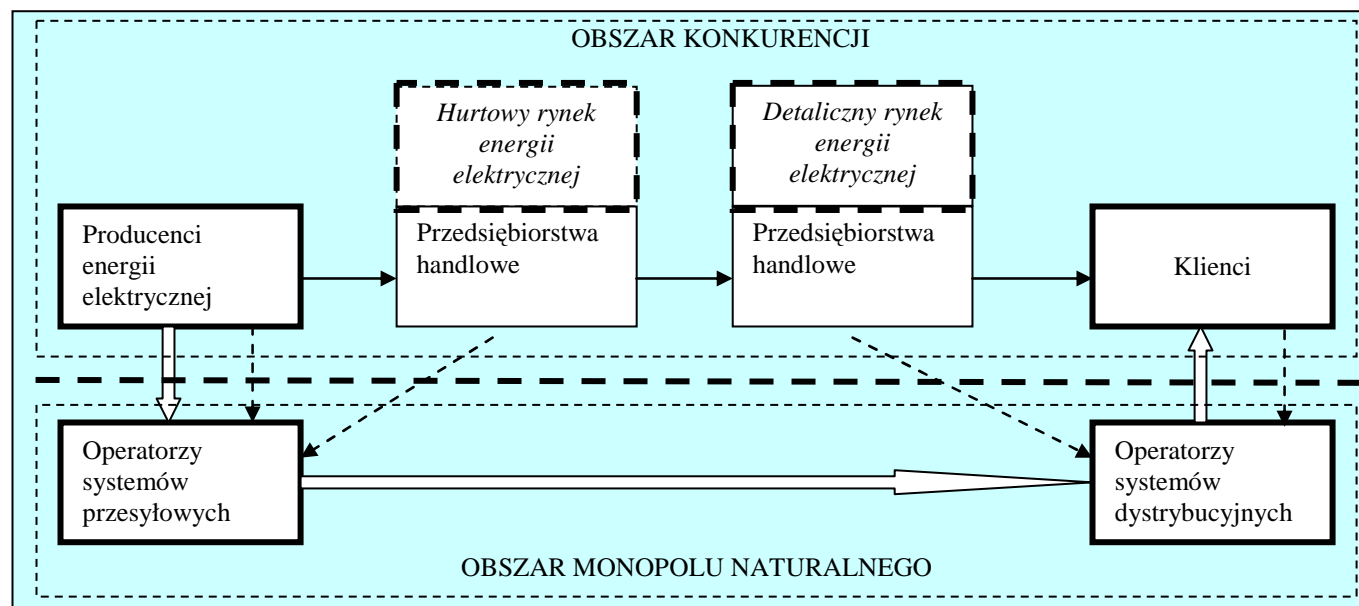 OBSZAR KONKURENCJI
Hurtowy rynek
energii
elektrycznej
Detaliczny rynek
energii
elektrycznej
Producenci
energii
elektrycznej
Przedsiębiorstwa
handlowe
Przedsiębiorstwa
handlowe
Klienci
Operatorzy
systemów
przesyłowych
Operatorzy
systemów
dystrybucyjnych
OBSZAR MONOPOLU NATURALNEGO